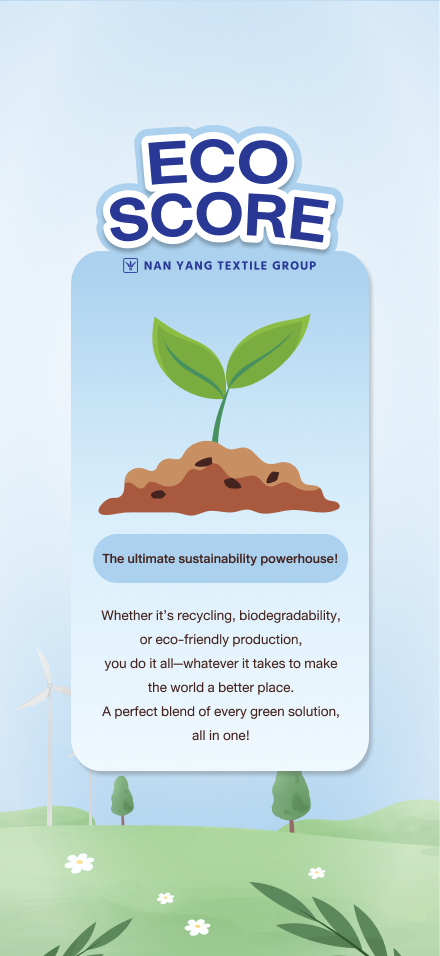 ECO
SCORE
NAN YANG TEXTILE GROUP
The ultimate sustainability powerhouse!
Whether it's recycling, biodegradability,
or eco-friendly production,
you do it all—whatever it takes to make
the world a better place.
A perfect blend of every green solution,
all in one!